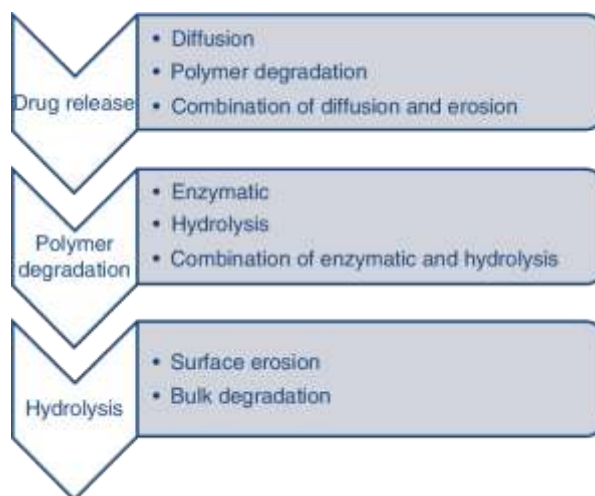 Drug release
• Diffusion
• Polymer degradation
• Combination of diffusion and erosion
Polymer
degradation
• Enzymatic
• Hydrolysis
• Combination of enzymatic and hydrolysis
Hydrolysis
• Surface erosion
• Bulk degradation